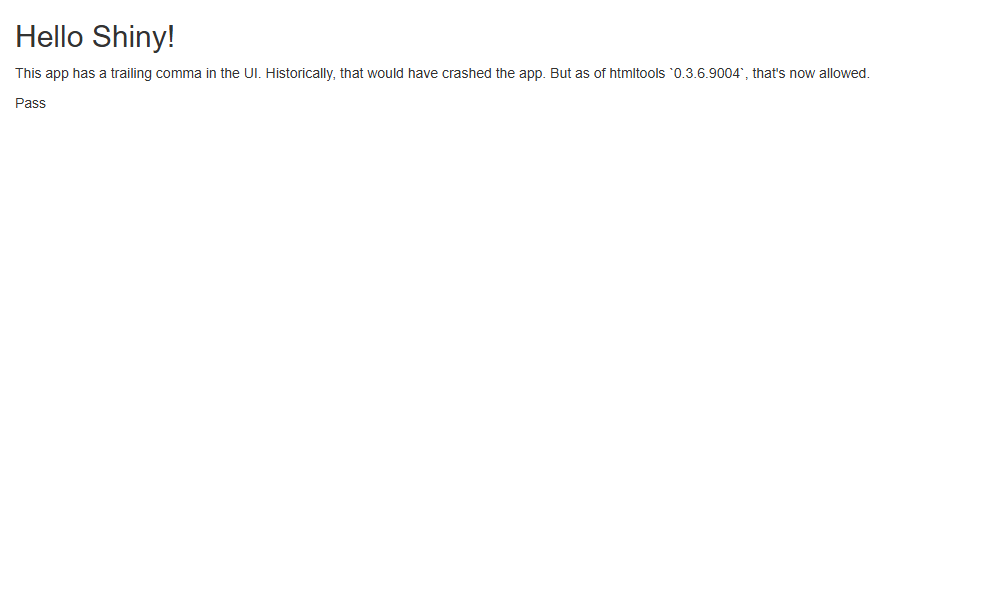 Hello Shiny!
This app has a trailing comma in the UI. Historically, that would have crashed the app. But as of htmltools `0.3.6.9004`, that's now allowed.
Pass